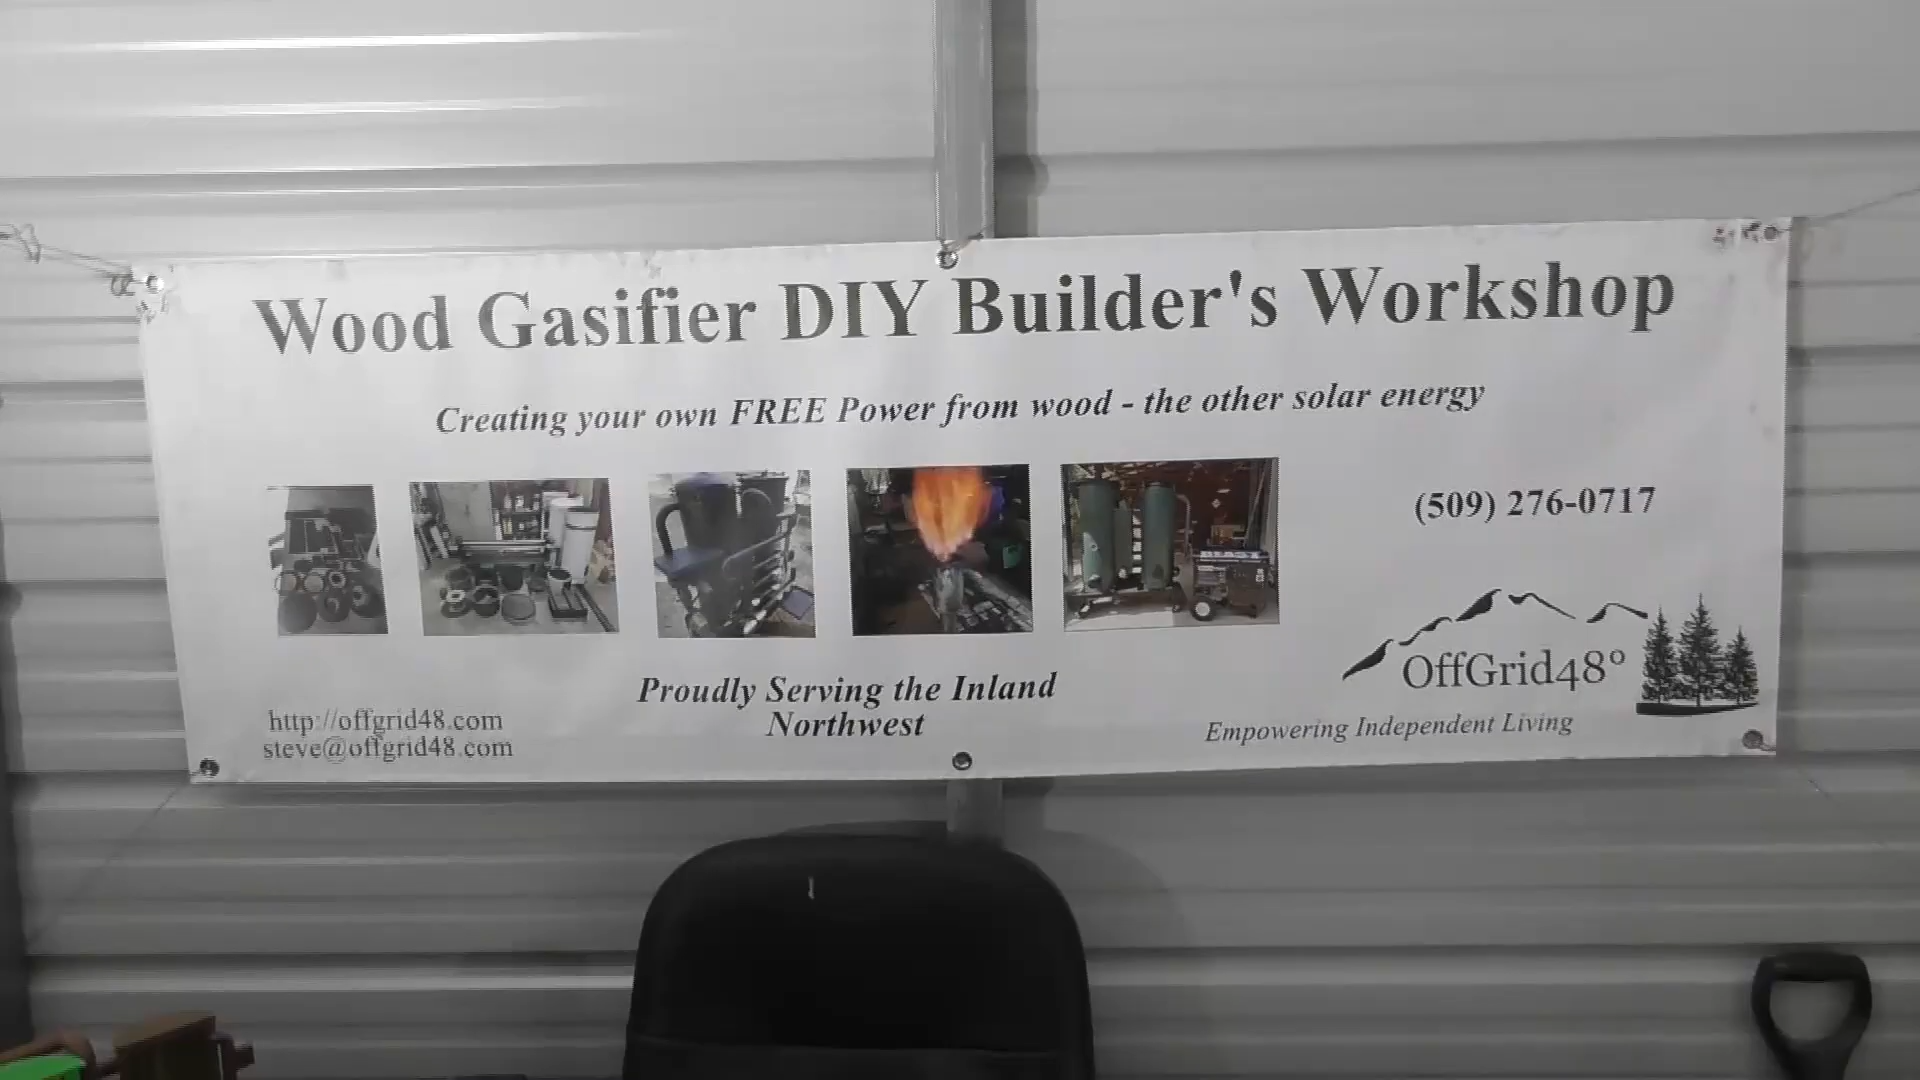 Wood Gasifier DIY Builder's Workshop
Creating your own FREE Power from wood - the other solar energy
(509) 276-0717
BEAST
OffGrid48°
Empowering Independent Living
Proudly Serving the Inland
Northwest
http://offgrid48.com
steve@offgrid48.com